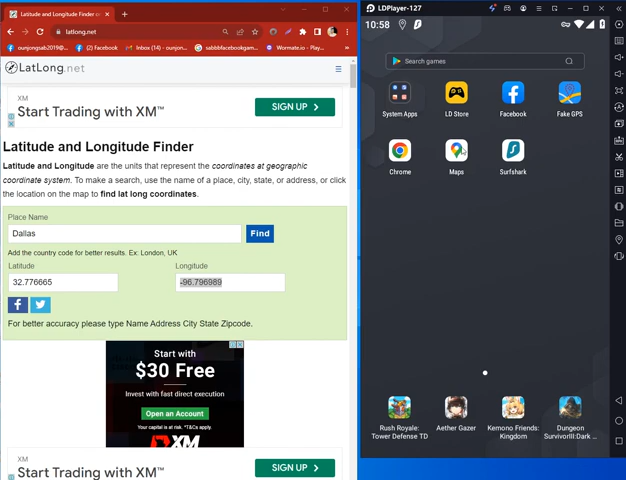 Latitude and Longitude Finder o
latlong.net
ounjongsab2019@...
(2) Facebook
Inbox (14) - ounjon...
sabbbfacebookgam...
Wormate.io - Play...
LatLong.net
XM
Start Trading with XM™
SIGN UP >
Latitude and Longitude Finder
Latitude and Longitude are the units that represent the coordinates at geographic
coordinate system. To make a search, use the name of a place, city, state, or address, or click
the location on the map to find lat long coordinates.
Place Name
Dallas
Find
Add the country code for better results. Ex: London, UK
Latitude
Longitude
32.776665
-96.796989
For better accuracy please type Name Address City State Zipcode.
Start with
$30 Free
Invest with fast direct execution
Open an Account
Your capital is at risk. *T&Cs apply.
XM
XM
Start Trading with XM™
SIGN UP >
LDPlayer-127
10:58
Search games
System Apps
LD Store
Facebook
Fake GPS
Chrome
Maps
Surfshark
Rush Royale:
Tower Defense TD
Aether Gazer
Kemono Friends:
Kingdom
Dungeon
SurvivorIII:Dark ...